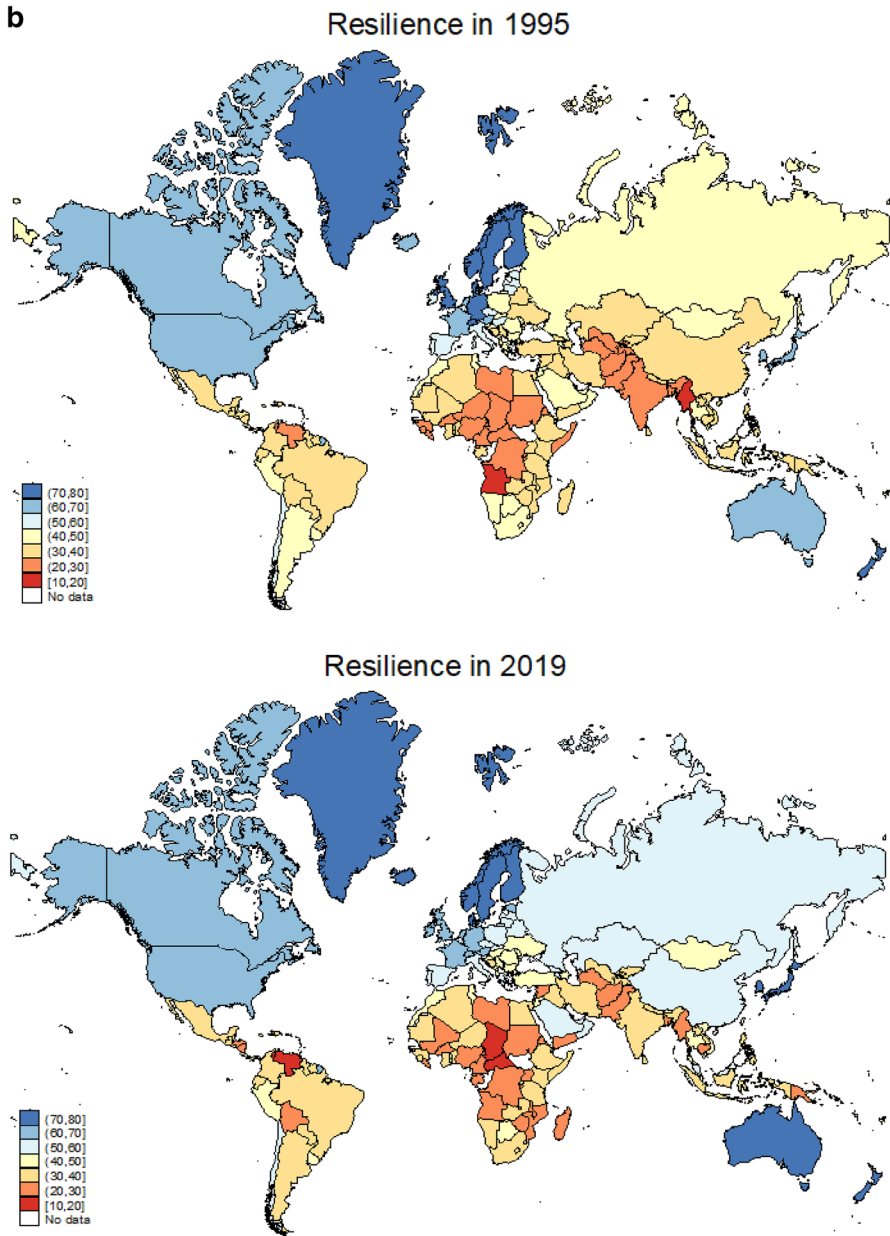 b
Resilience in 1995
(70,80]
(60,70]
(50,60]
(40,50]
(30,40]
(20,30]
[10,20]
No data
Resilience in 2019
(70,80]
(60,70]
(50,60]
(40,50]
(30,40]
(20,30]
[10,20]
No data